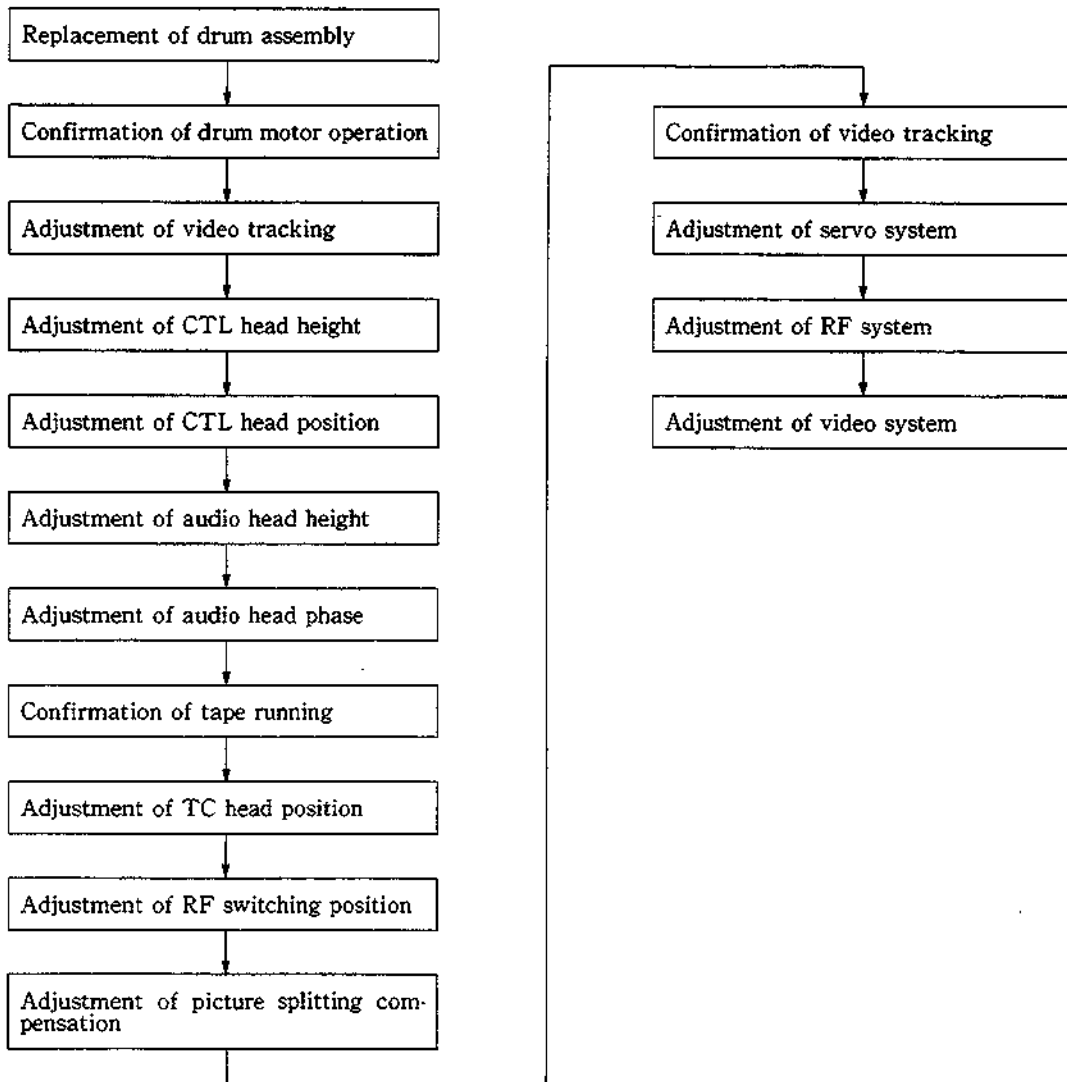 Replacement of drum assembly
Confirmation of drum motor operation
Adjustment of video tracking
Adjustment of CTL head height
Adjustment of CTL head position
Adjustment of audio head height
Adjustment of audio head phase
Confirmation of tape running
Adjustment of TC head position
Adjustment of RF switching position
Adjustment of picture splitting com-
pensation
Confirmation of video tracking
Adjustment of servo system
Adjustment of RF system
Adjustment of video system